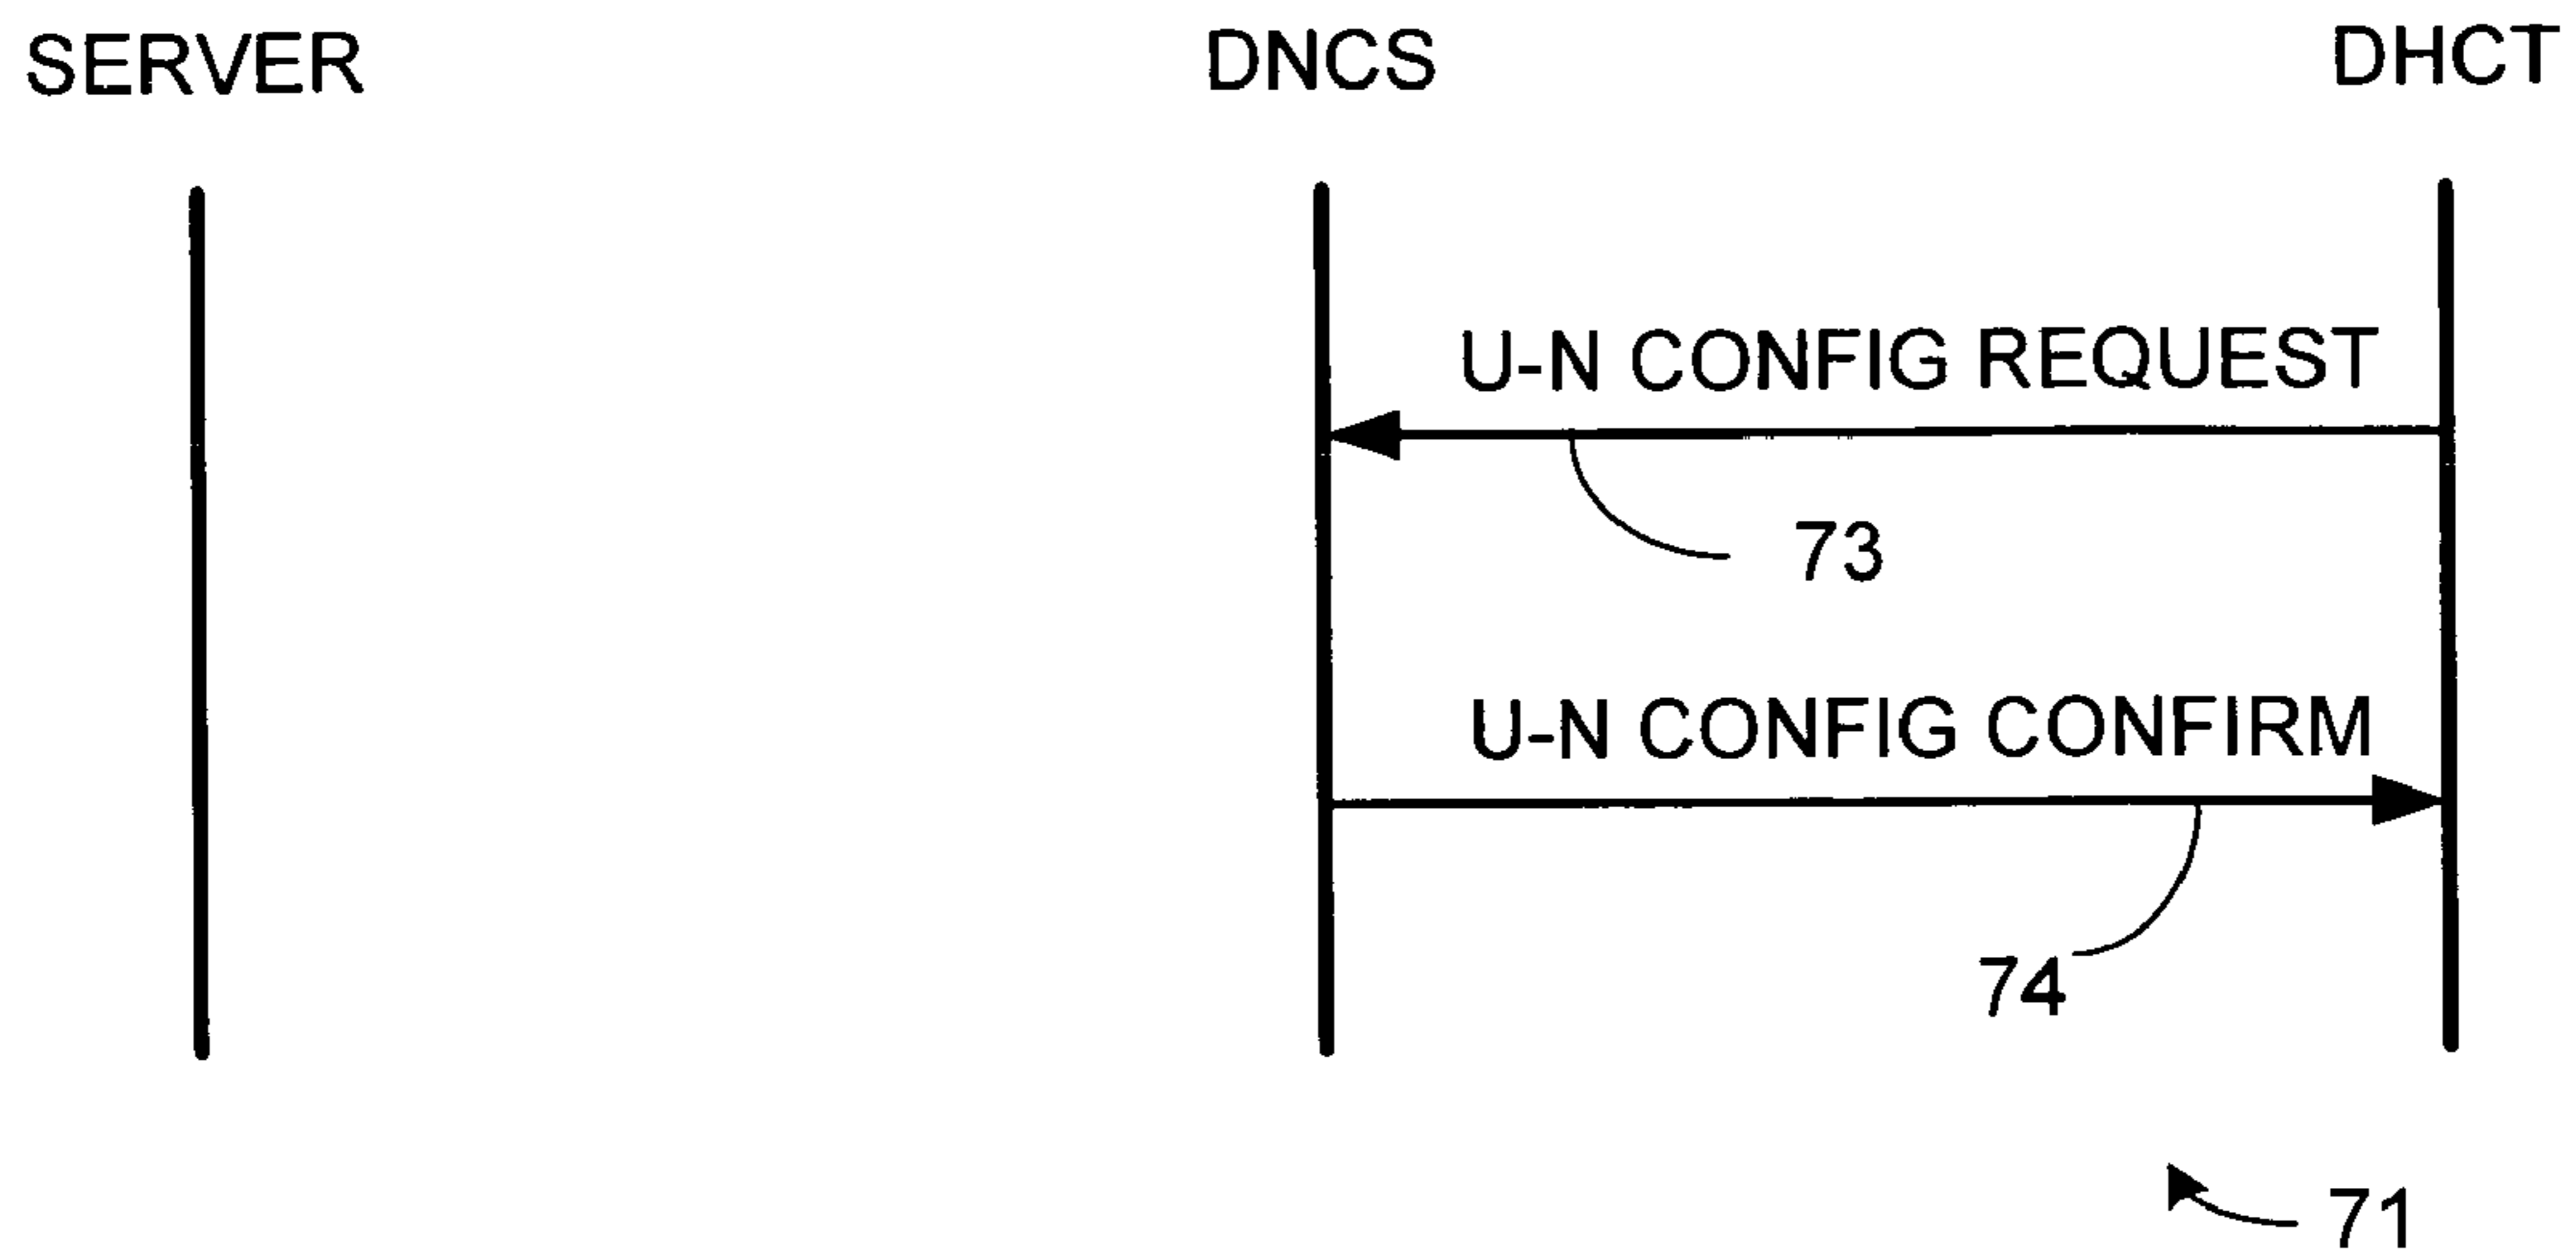 SERVER DNCS DHCT
U-N CONFIG REQUEST
73
U-N CONFIG CONFIRM
74
71